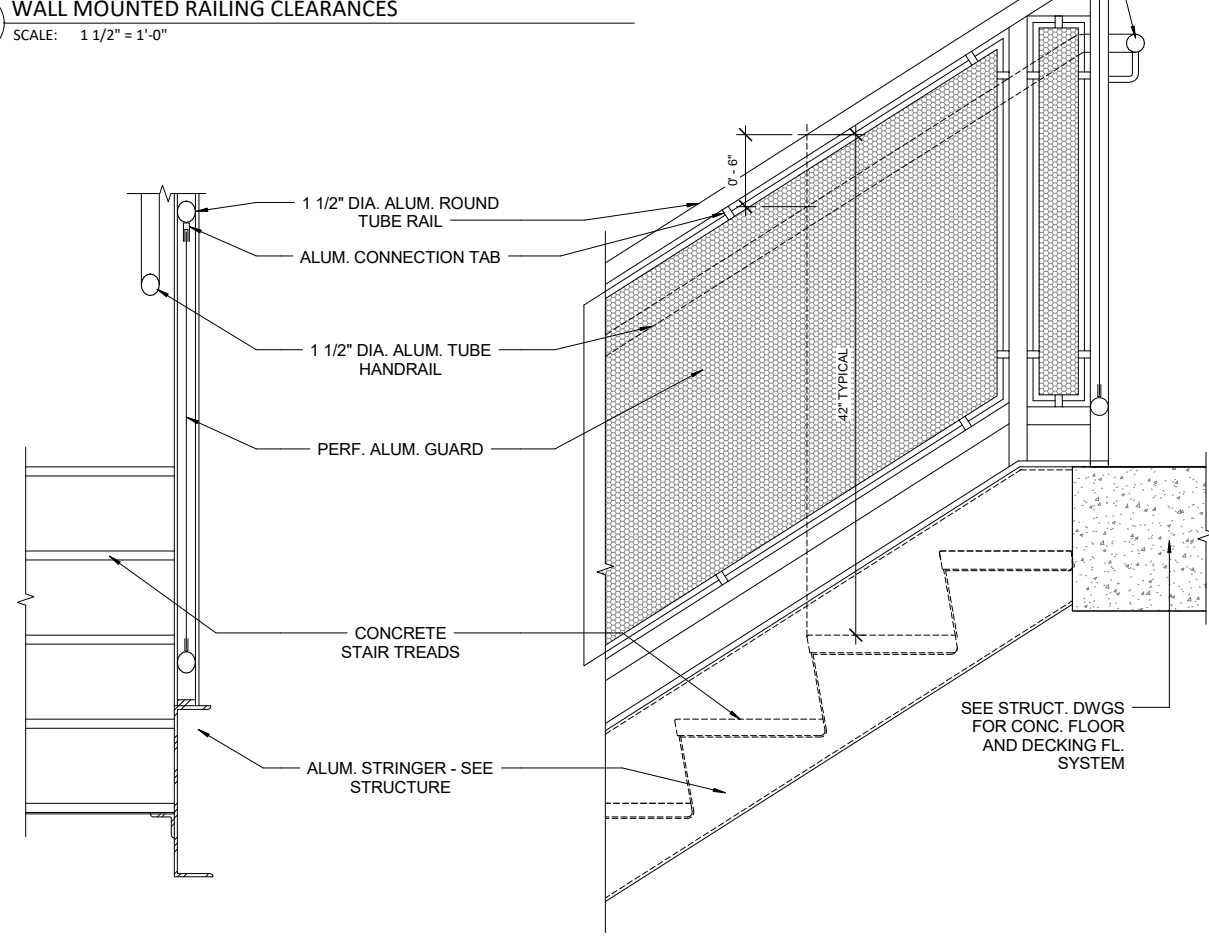 WALL MOUNTED RAILING CLEARANCES
SCALE: 1 1/2" = 1'-0"
0' - 6"
1 1/2" DIA. ALUM. ROUND
TUBE RAIL
ALUM. CONNECTION TAB
1 1/2" DIA. ALUM. TUBE
HANDRAIL
42" TYPICAL
PERF. ALUM. GUARD
CONCRETE
STAIR TREADS
SEE STRUCT. DWGS
FOR CONC. FLOOR
AND DECKING FL.
SYSTEM
ALUM. STRINGER - SEE
STRUCTURE